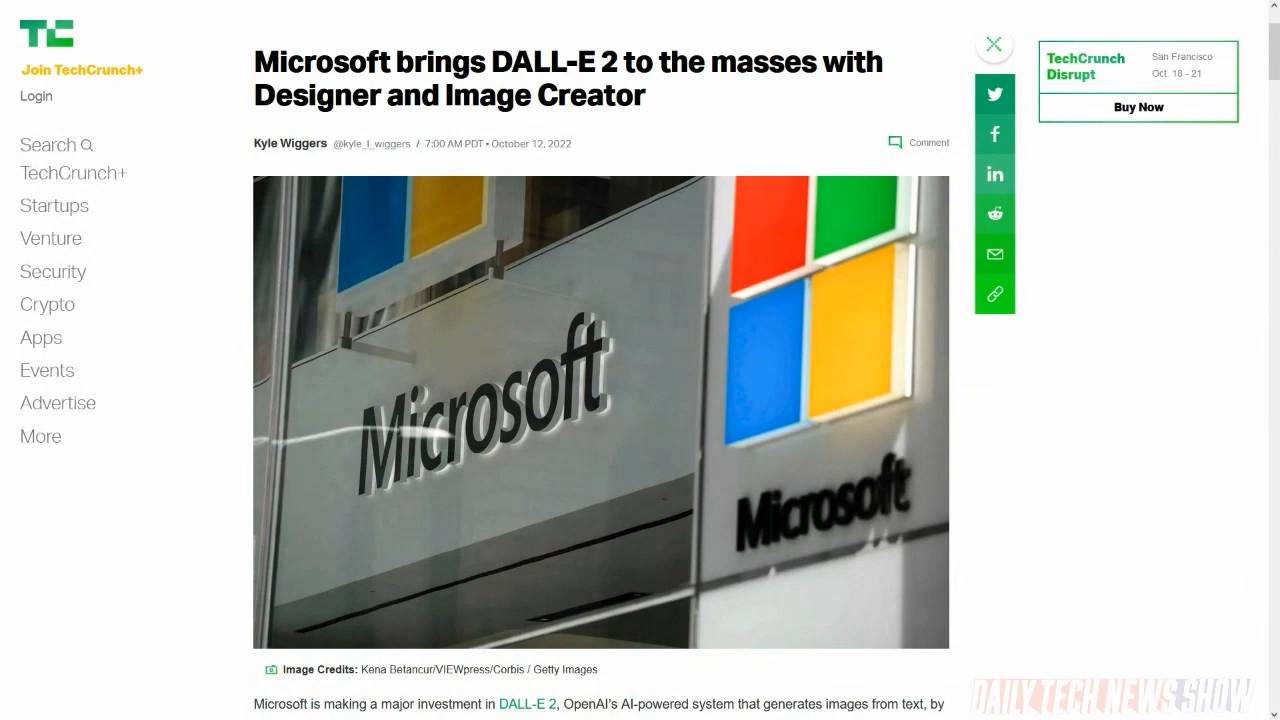 TC
Join TechCrunch+
Login
Search
TechCrunch+
Startups
Venture
Security
Crypto
Apps
Events
Advertise
More
Microsoft brings DALL-E 2 to the masses with
Designer and Image Creator
Kyle Wiggers @kyle_l_wiggers / 7:00 AM PDT • October 12, 2022
Comment
Microsoft
Microsoft
Image Credits: Kena Betancur/VIEWpress/Corbis / Getty Images
Microsoft is making a major investment in DALL-E 2, OpenAI's AI-powered system that generates images from text, by
f
in
TechCrunch
Disrupt
San Francisco
Oct. 18 - 21
Buy Now
DAILY TECH NEWS SHOW